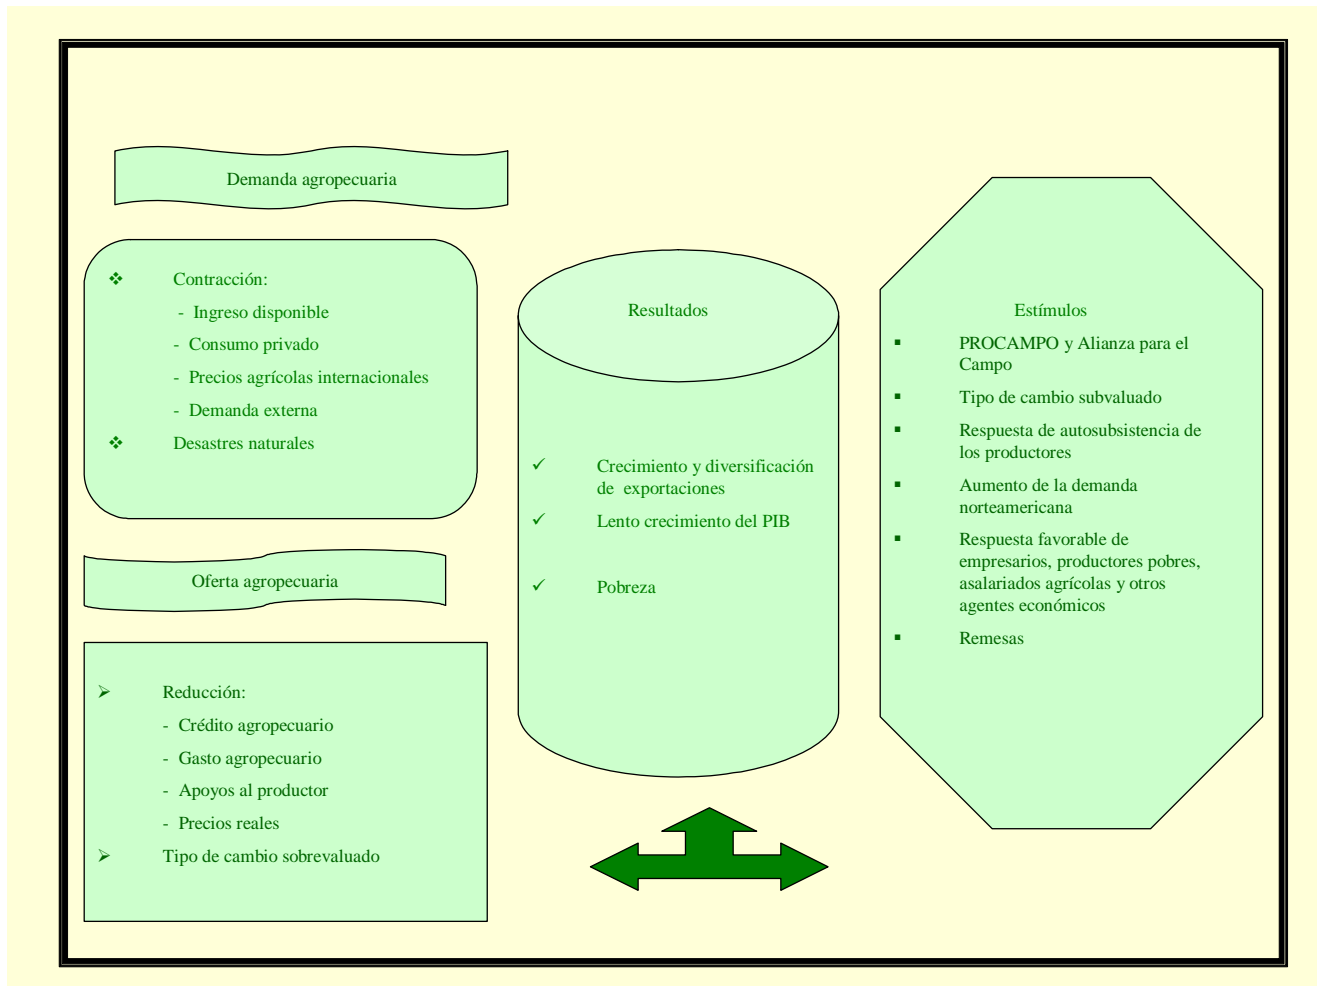 Demanda agropecuaria
❖ Contracción:
- Ingreso disponible
- Consumo privado
- Precios agrícolas internacionales
- Demanda externa
❖ Desastres naturales
Oferta agropecuaria
➢ Reducción:
- Crédito agropecuario
- Gasto agropecuario
- Apoyos al productor
- Precios reales
➢ Tipo de cambio sobrevaluado
Resultados
✓ Crecimiento y diversificación
de exportaciones
✓ Lento crecimiento del PIB
✓ Pobreza
Estímulos
▪ PROCAMPO y Alianza para el
Campo
▪ Tipo de cambio subvaluado
▪ Respuesta de autosubsistencia de
los productores
▪ Aumento de la demanda
norteamericana
▪ Respuesta favorable de
empresarios, productores pobres,
asalariados agrícolas y otros
agentes económicos
▪ Remesas